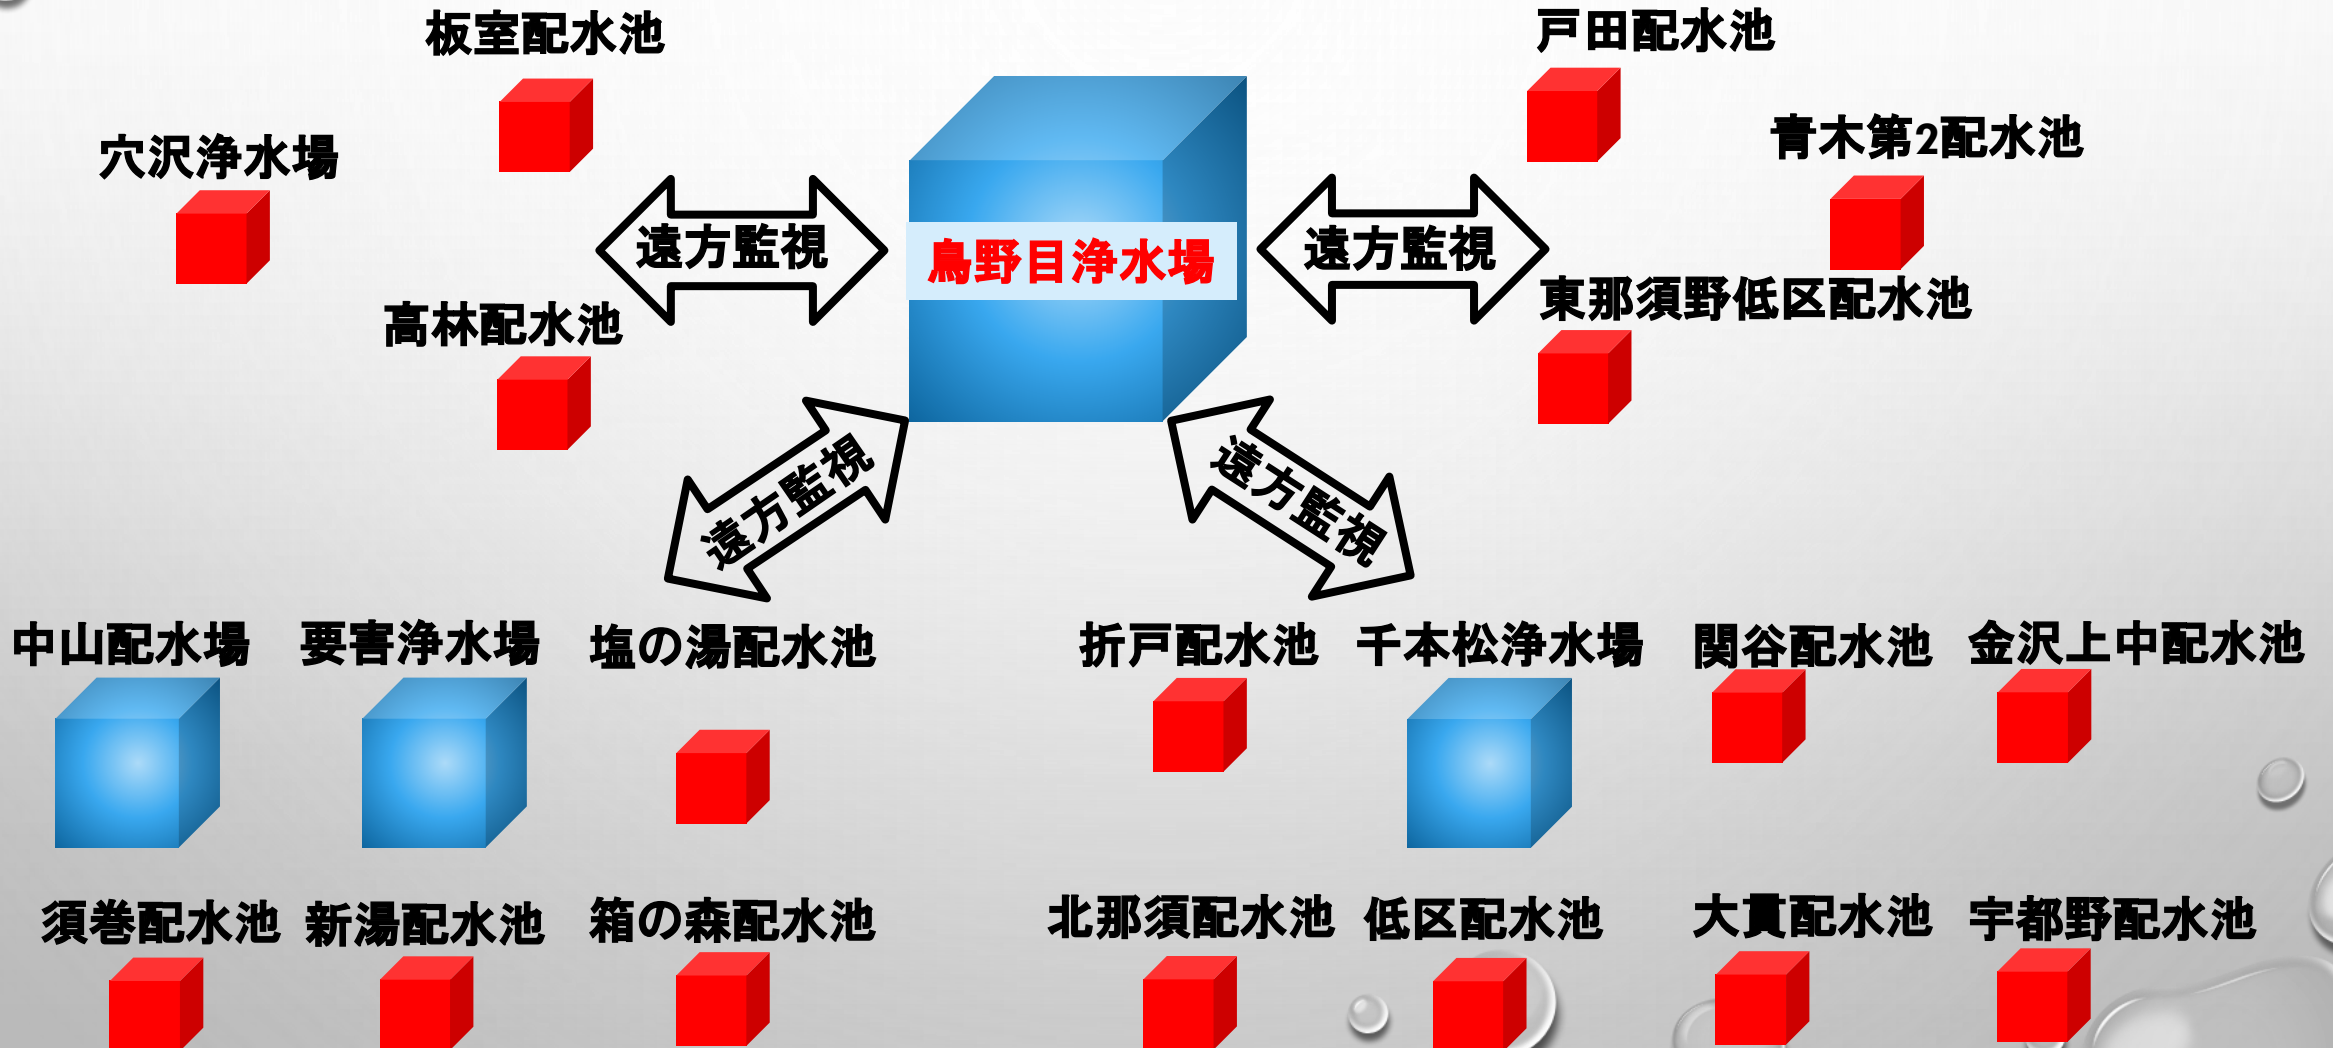 板室配水池
戸田配水池
穴沢浄水場
青木第2配水池
遠方監視
鳥野目浄水場
遠方監視
高林配水池
東那須野低区配水池
遠方監視
遠方監視
中山配水場
要害浄水場
塩の湯配水池
折戸配水池
千本松浄水場
関谷配水池
金沢上中配水池
須巻配水池
新湯配水池
箱の森配水池
北那須配水池
低区配水池
大貫配水池
宇都野配水池